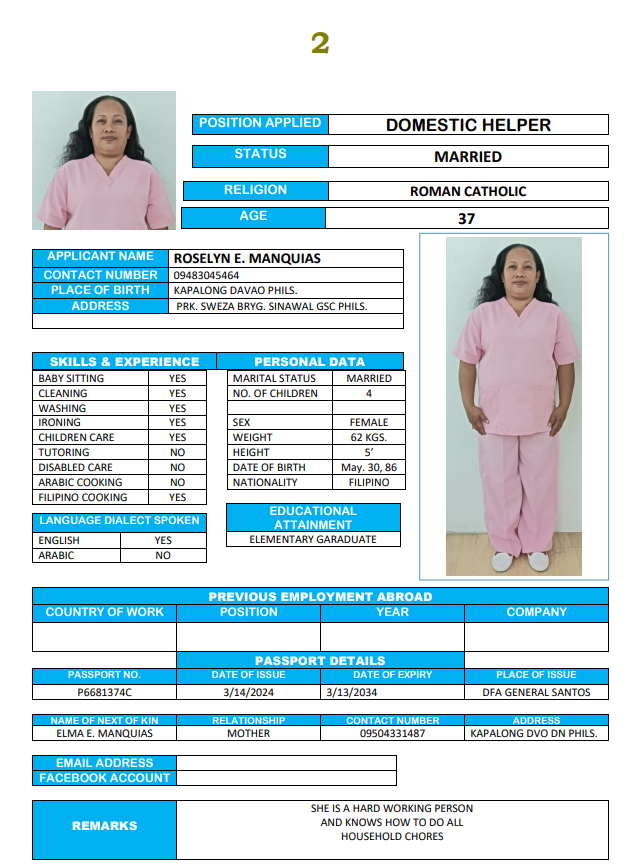 2
POSITION APPLIED DOMESTIC HELPER
STATUS MARRIED
RELIGION ROMAN CATHOLIC
AGE 37
APPLICANT NAME ROSELYN E. MANQUIAS
CONTACT NUMBER 09483045464
PLACE OF BIRTH KAPALONG DAVAO PHILS.
ADDRESS PRK. SWEZA BRYG. SINAWAL GSC PHILS.
SKILLS & EXPERIENCE PERSONAL DATA
BABY SITTING YES MARITAL STATUS MARRIED
CLEANING YES NO. OF CHILDREN 4
WASHING YES
IRONING YES SEX FEMALE
CHILDREN CARE YES WEIGHT 62 KGS.
TUTORING NO HEIGHT 5’
DISABLED CARE NO DATE OF BIRTH May. 30, 86
ARABIC COOKING NO NATIONALITY FILIPINO
FILIPINO COOKING YES
LANGUAGE DIALECT SPOKEN
ENGLISH YES
ARABIC NO
EDUCATIONAL
ATTAINMENT
ELEMENTARY GARADUATE
PREVIOUS EMPLOYMENT ABROAD
COUNTRY OF WORK POSITION YEAR COMPANY
PASSPORT DETAILS
PASSPORT NO. DATE OF ISSUE DATE OF EXPIRY PLACE OF ISSUE
P6681374C 3/14/2024 3/13/2034 DFA GENERAL SANTOS
NAME OF NEXT OF KIN RELATIONSHIP CONTACT NUMBER ADDRESS
ELMA E. MANQUIAS MOTHER 09504331487 KAPALONG DVO DN PHILS.
EMAIL ADDRESS
FACEBOOK ACCOUNT
REMARKS
SHE IS A HARD WORKING PERSON
AND KNOWS HOW TO DO ALL
HOUSEHOLD CHORES